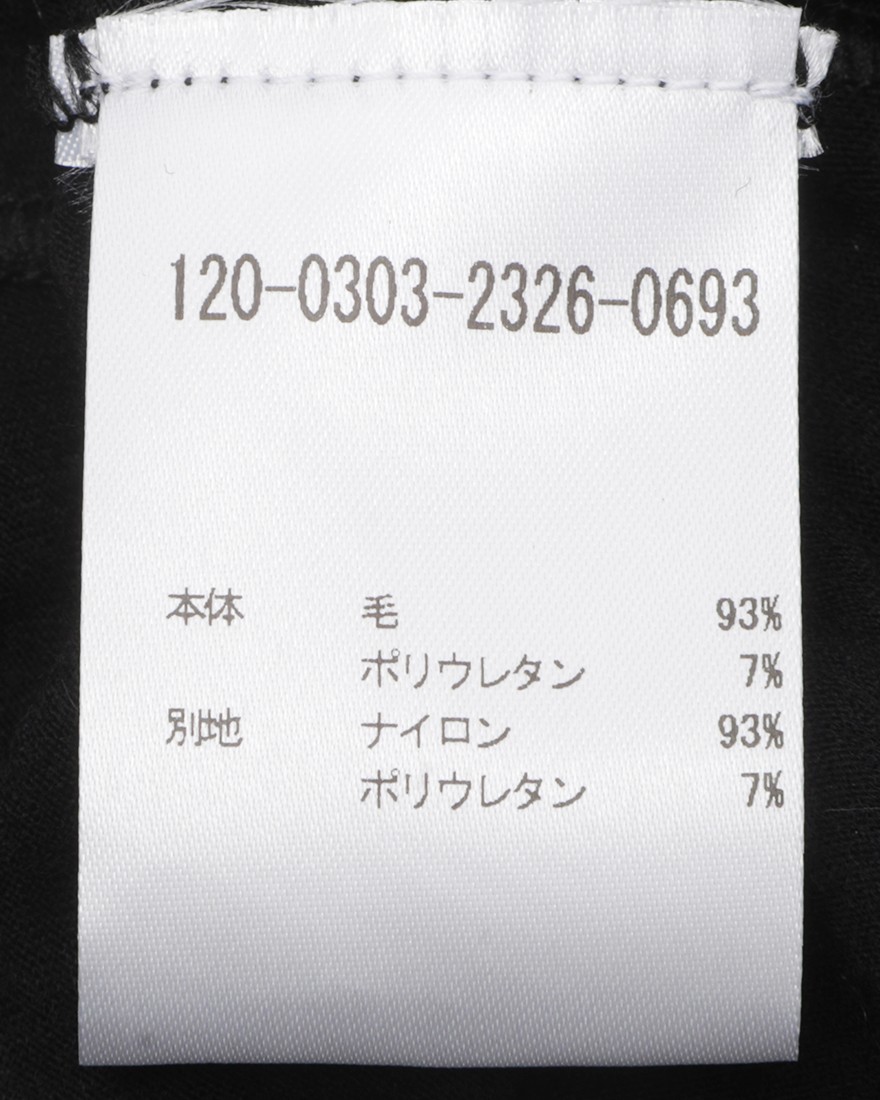 120-0303-2326-0693
本体 毛 93%
ポリウレタン 7%
別地 ナイロン 93%
ポリウレタン 7%